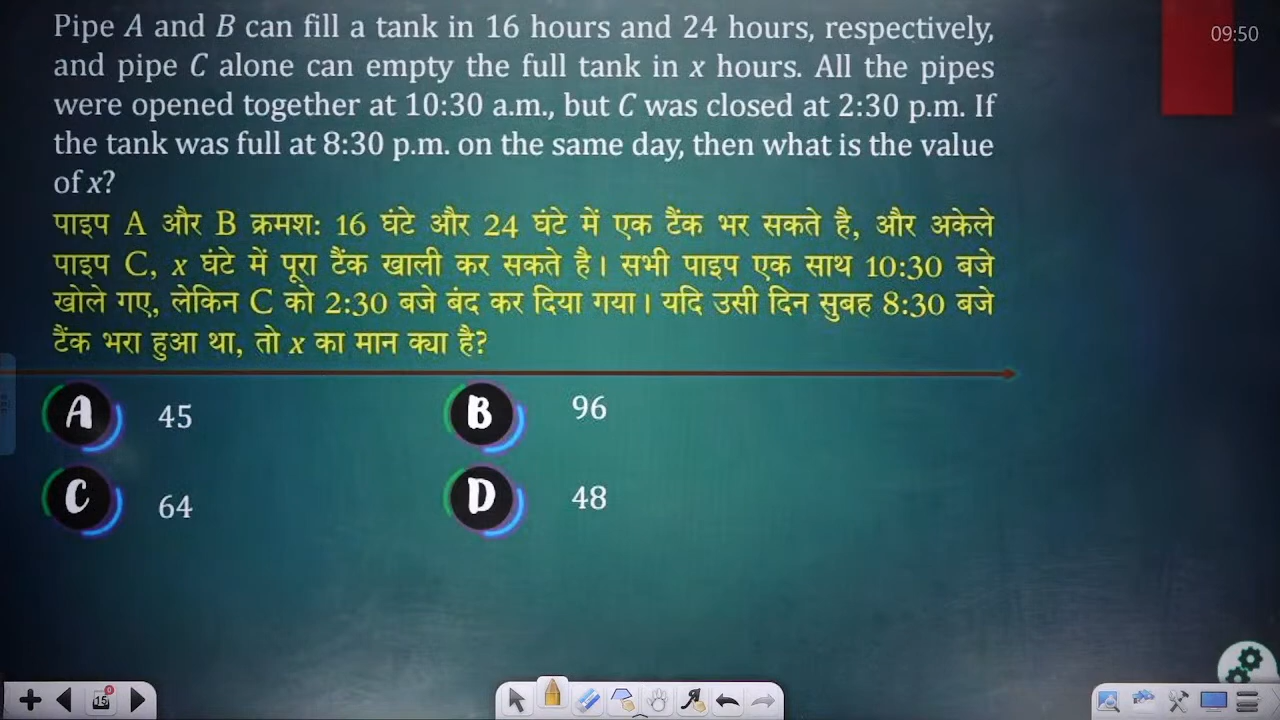 Pipe A and B can fill a tank in 16 hours and 24 hours, respectively,
and pipe C alone can empty the full tank in x hours. All the pipes
were opened together at 10:30 a.m., but C was closed at 2:30 p.m. If
the tank was full at 8:30 p.m. on the same day, then what is the value
of x?
पाइप A और B क्रमश: 16 घंटे और 24 घंटे में एक टैंक भर सकते है, और अकेले
पाइप C, x घंटे में पूरा टैंक खाली कर सकते है। सभी पाइप एक साथ 10:30 बजे
खोले गए, लेकिन C को 2:30 बजे बंद कर दिया गया। यदि उसी दिन सुबह 8:30 बजे
टैंक भरा हुआ था, तो x का मान क्या है?
A 45
B 96
C 64
D 48
09:50
15
0